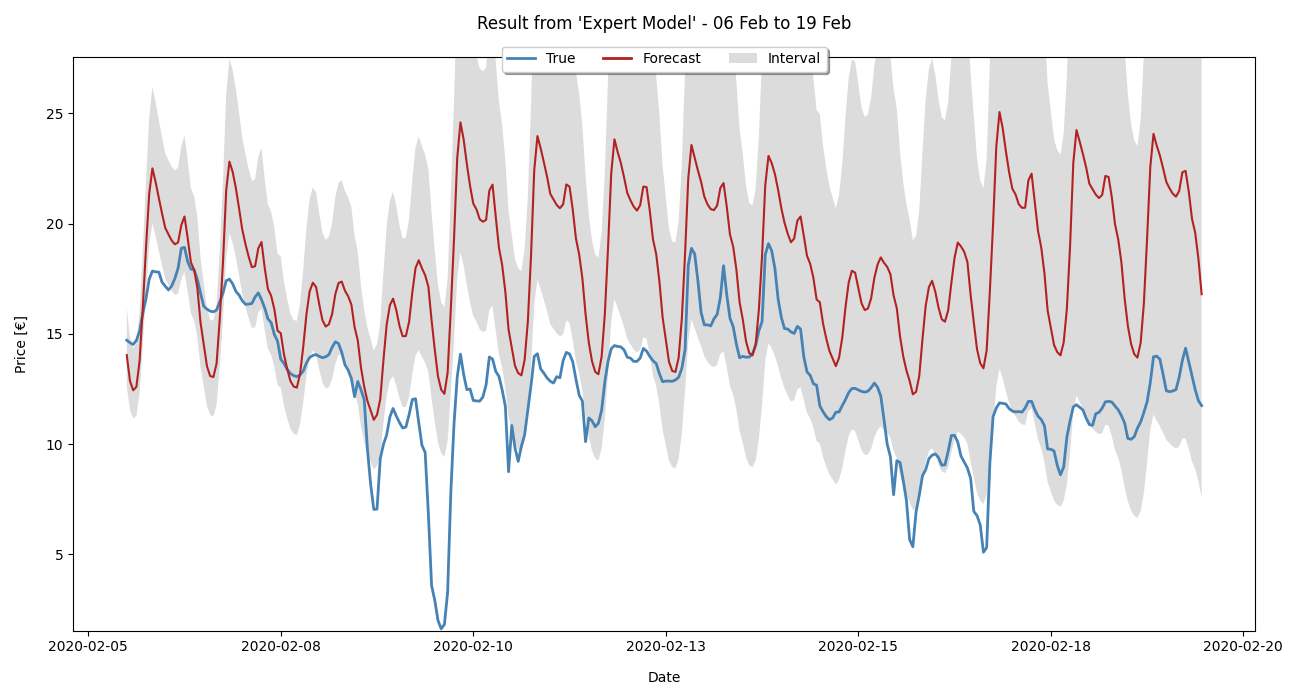 Result from 'Expert Model' - 06 Feb to 19 Feb
True Forecast Interval
25
20
15
10
5
Price [€]
2020-02-05 2020-02-08 2020-02-10 2020-02-13 2020-02-15 2020-02-18 2020-02-20
Date